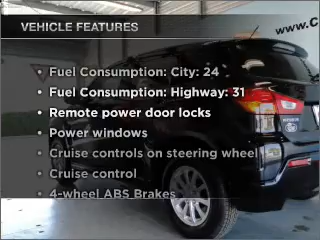 VEHICLE FEATURES
www.C
• Fuel Consumption: City: 24
• Fuel Consumption: Highway: 31
• Remote power door locks
• Power windows
• Cruise controls on steering wheel
• Cruise control
• 4-wheel ABS Brakes